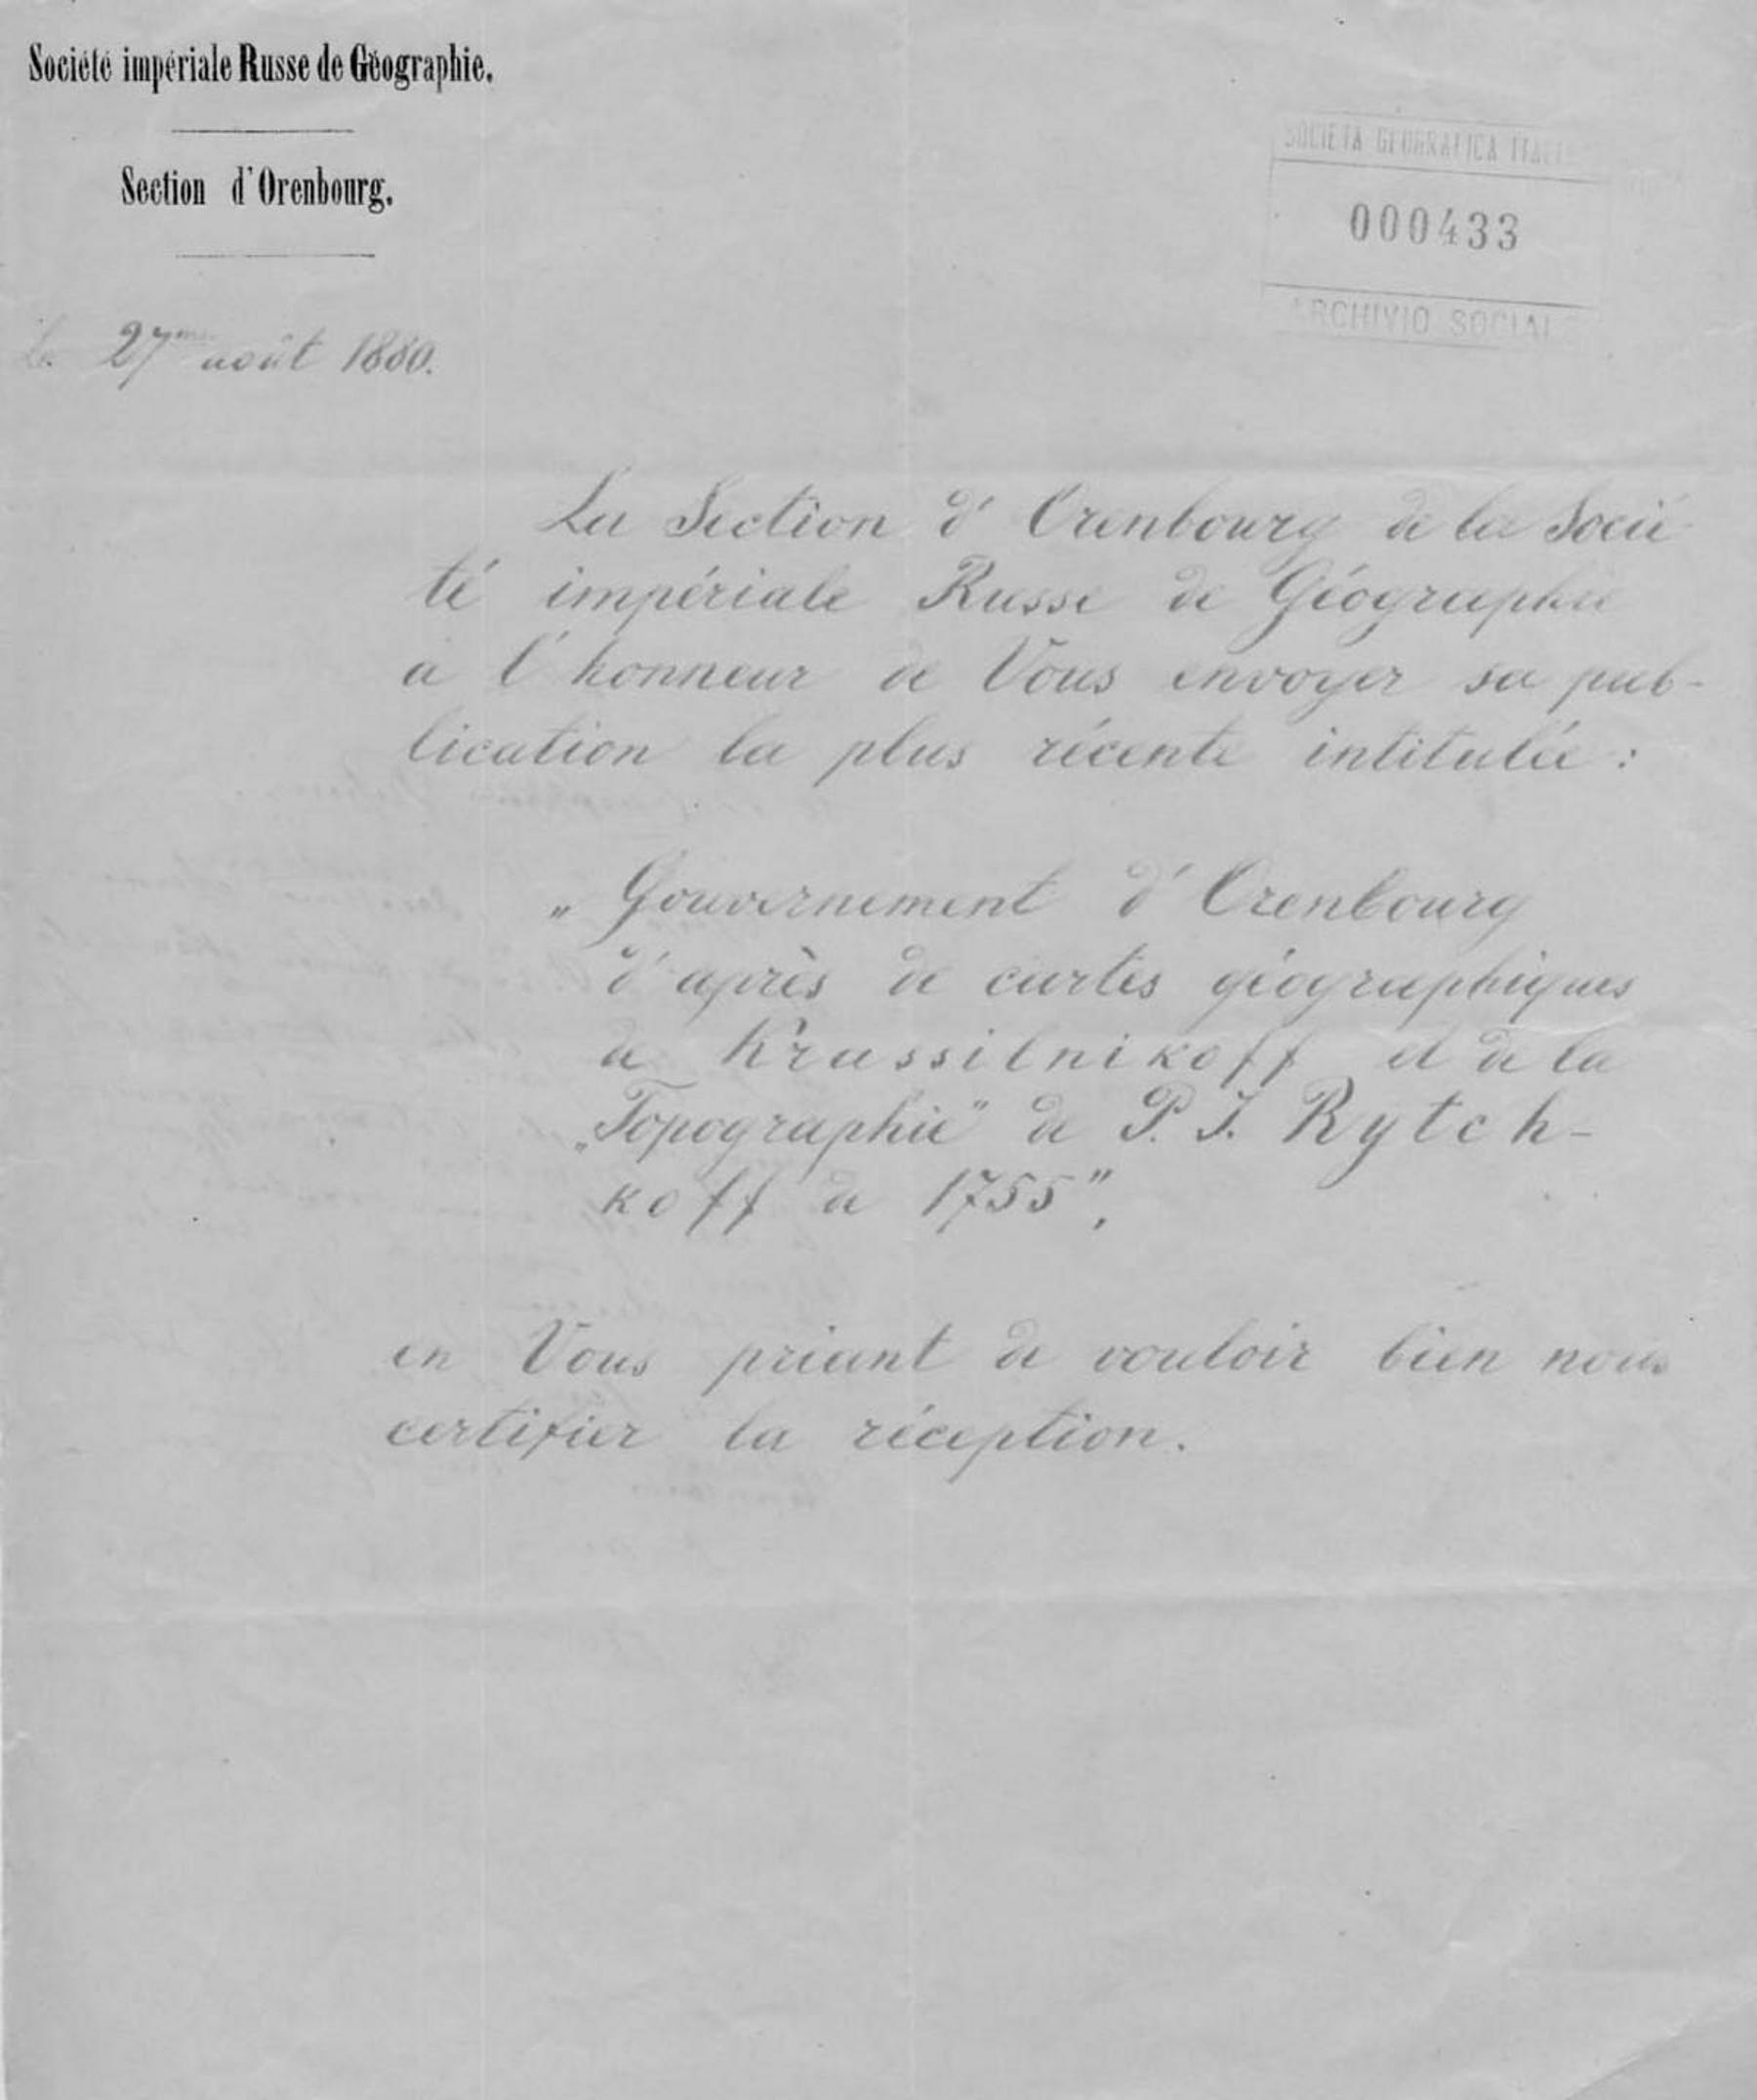 Société impériale Russe de Géographie.
Section d'Orenbourg.
le 27me août 1880.
SOCIETÀ GEOGRAFICA ITALI
000433
ARCHIVIO SOCIAL
La Section d'Orenbourg de la Socié
té impériale Russe de Géographie
a l'honneur de Vous envoyer sa pub-
lication la plus récente intitulée :
„Gouvernement d'Orenbourg
d'après de cartes géographiques
de Krassilnikoff et de la
„Topographie" de P. I. Rytch-
koff de 1755",
en Vous priant de vouloir bien nous
certifier la réception.